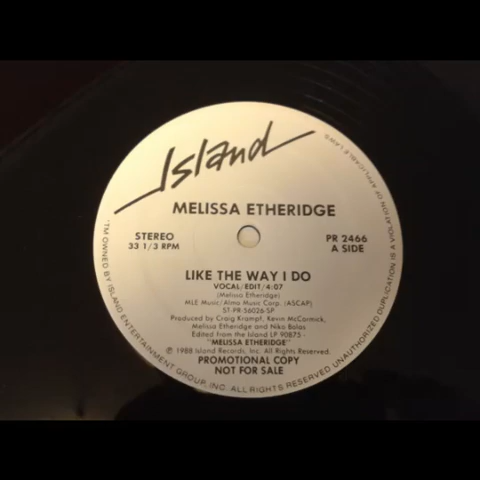 Island
MELISSA ETHERIDGE
STEREO
33 1/3 RPM
PR 2466
A SIDE
LIKE THE WAY I DO
VOCAL/EDIT/4:07
(Melissa Etheridge)
MLE Music/Almo Music Corp. (ASCAP)
ST-PR-56026-SP
Produced by Craig Krampf, Kevin McCormick,
Melissa Etheridge and Niko Bolas
Edited from the Island LP 90875-
"MELISSA ETHERIDGE"
℗ 1988 Island Records, Inc. All Rights Reserved.
PROMOTIONAL COPY
NOT FOR SALE
TM OWNED BY ISLAND ENTERTAINMENT GROUP, INC. ALL RIGHTS RESERVED. UNAUTHORIZED DUPLICATION IS A VIOLATION OF APPLICABLE LAWS